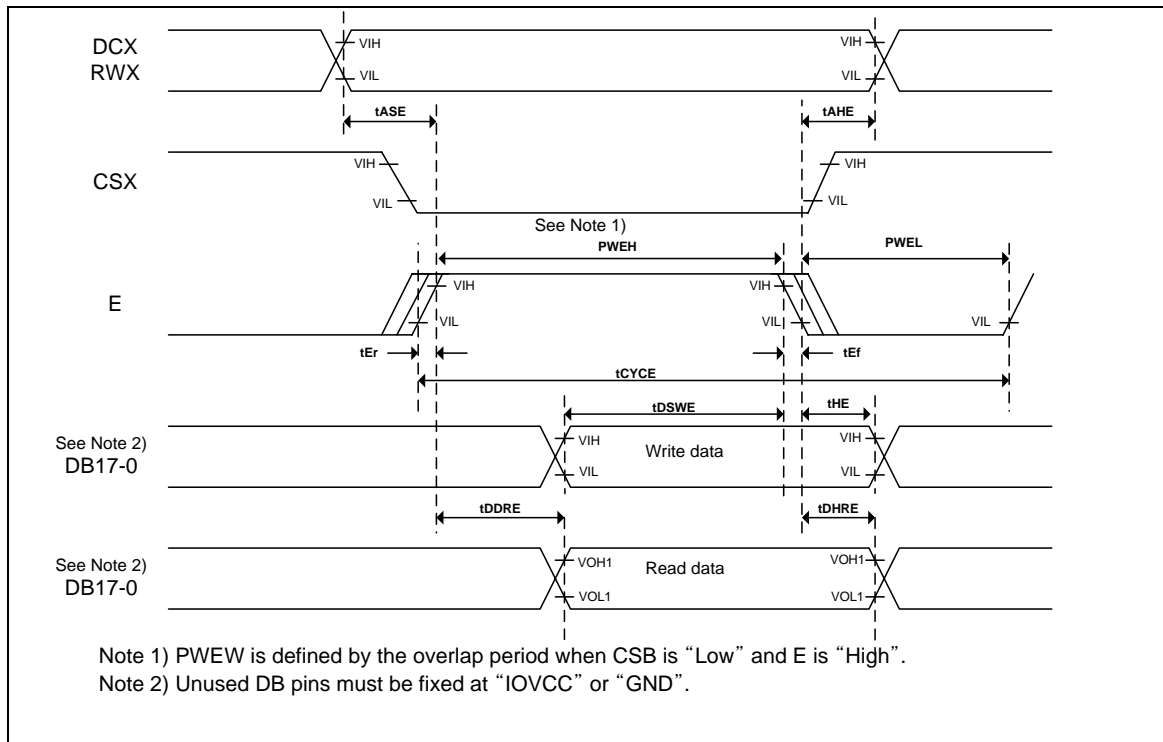 DCX
RWX
VIH
VIL
VIH
VIL
tASE
tAHE
CSX
VIH
VIL
VIH
VIL
See Note 1)
PWEH
PWEL
E
VIH
VIL
VIH
VIL
VIL
tEr
tEf
tCYCE
tDSWE
tHE
See Note 2)
DB17-0
VIH
VIL
Write data
VIH
VIL
tDDRE
tDHRE
See Note 2)
DB17-0
VOH1
VOL1
Read data
VOH1
VOL1
Note 1) PWEW is defined by the overlap period when CSB is “Low” and E is “High”.
Note 2) Unused DB pins must be fixed at “IOVCC” or “GND”.